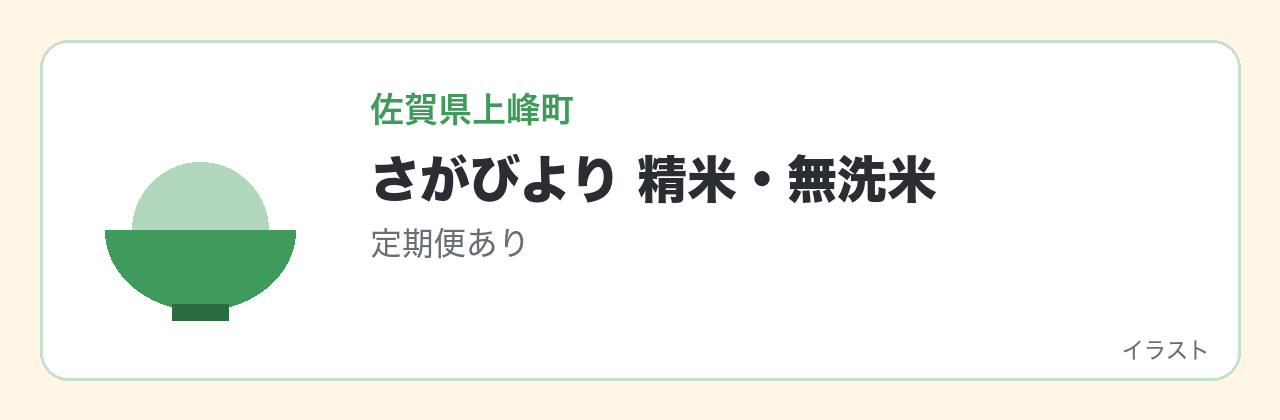 佐賀県上峰町
さがびより 精米・無洗米
定期便あり
イラスト